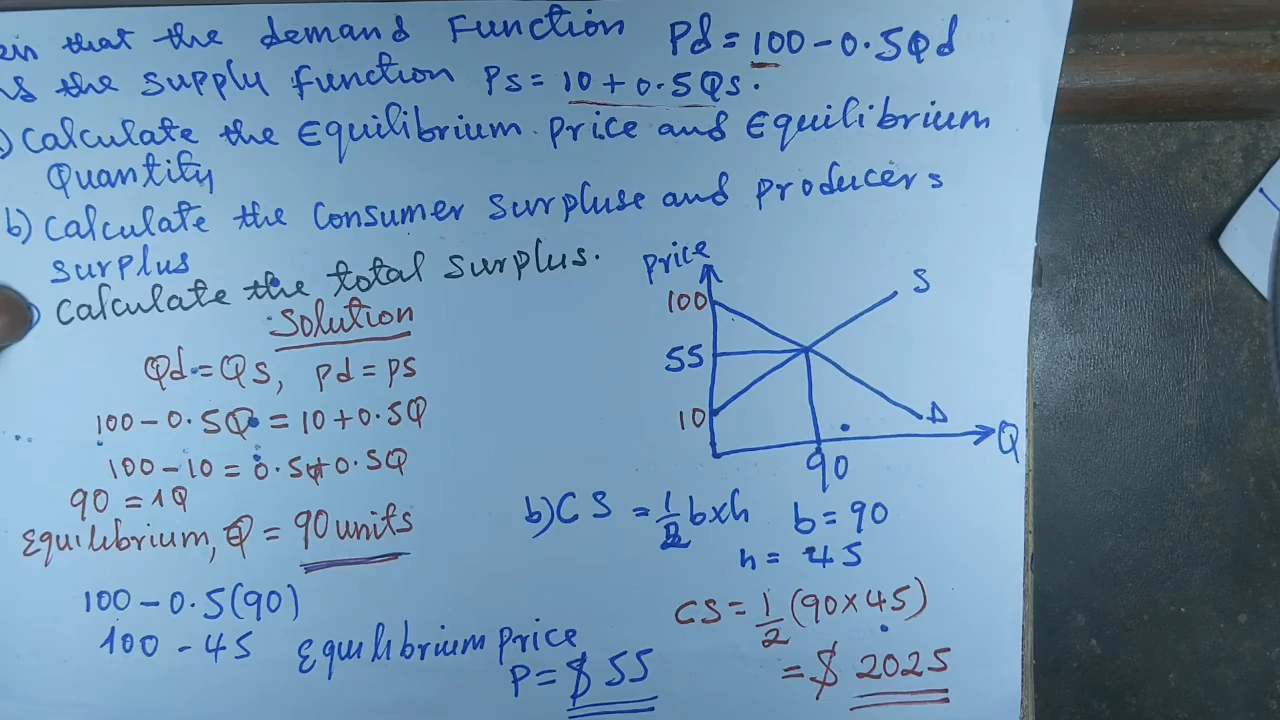 that the demand Function Pd = 100 - 0.5Qd
the supply function Ps = 10 + 0.5Qs.
) Calculate the Equilibrium price and Equilibrium
Quantity
b) Calculate the Consumer Surpluse and producers
surplus
) Calculate the total surplus.
Solution
Qd = Qs, Pd = Ps
100 - 0.5Q = 10 + 0.5Q
100 - 10 = 0.5Q + 0.5Q
90 = 1Q
Equilibrium, Q = 90 units
100 - 0.5(90)
100 - 45 Equilibrium price
P = $55
Price
100
S
55
10
D
Q
90
b) CS = 1/2 b x h b = 90
h = 45
CS = 1/2 (90 x 45)
= $ 2025